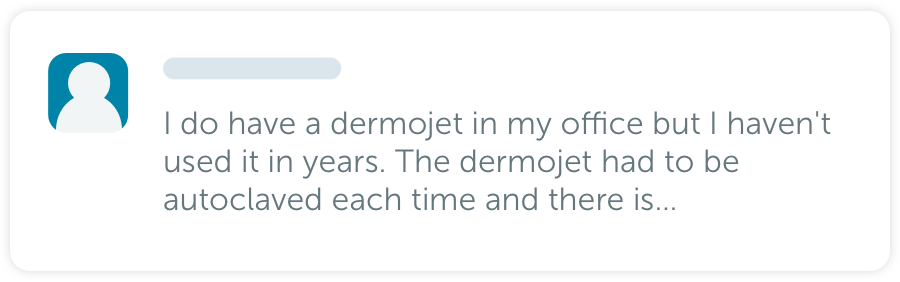 I do have a dermojet in my office but I haven't
used it in years. The dermojet had to be
autoclaved each time and there is...